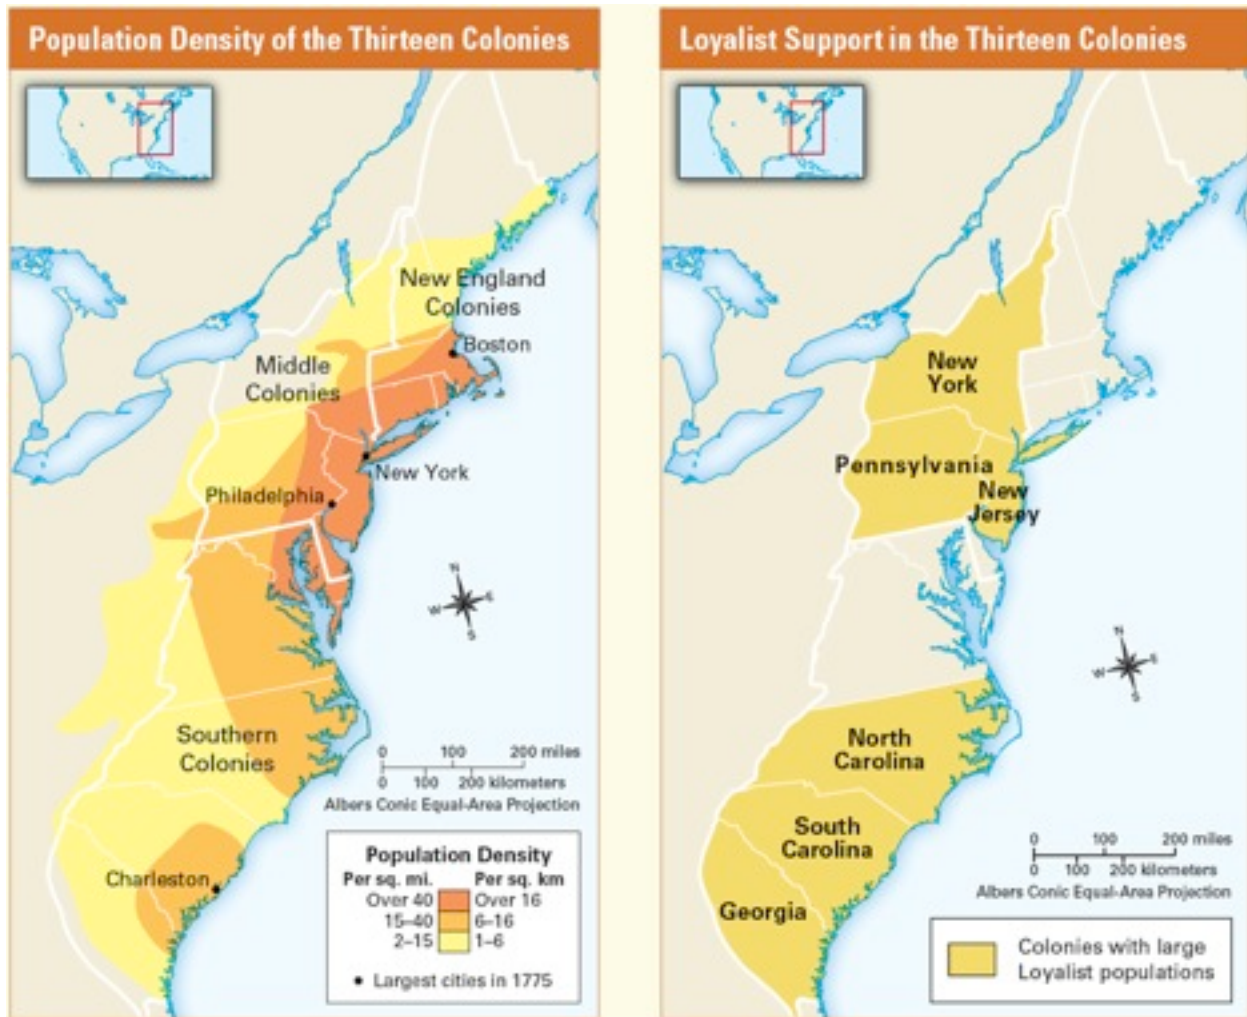 Population Density of the Thirteen Colonies
New England
Colonies
Boston
Middle
Colonies
New York
Philadelphia
N
W E
S
Southern
Colonies
0 100 200 miles
0 100 200 kilometers
Albers Conic Equal-Area Projection
Charleston
Population Density
Per sq. mi. Per sq. km
Over 40 Over 16
15–40 6–16
2–15 1–6
• Largest cities in 1775
Loyalist Support in the Thirteen Colonies
New
York
Pennsylvania
New
Jersey
N
W E
S
North
Carolina
South
Carolina
Georgia
0 100 200 miles
0 100 200 kilometers
Albers Conic Equal-Area Projection
Colonies with large
Loyalist populations